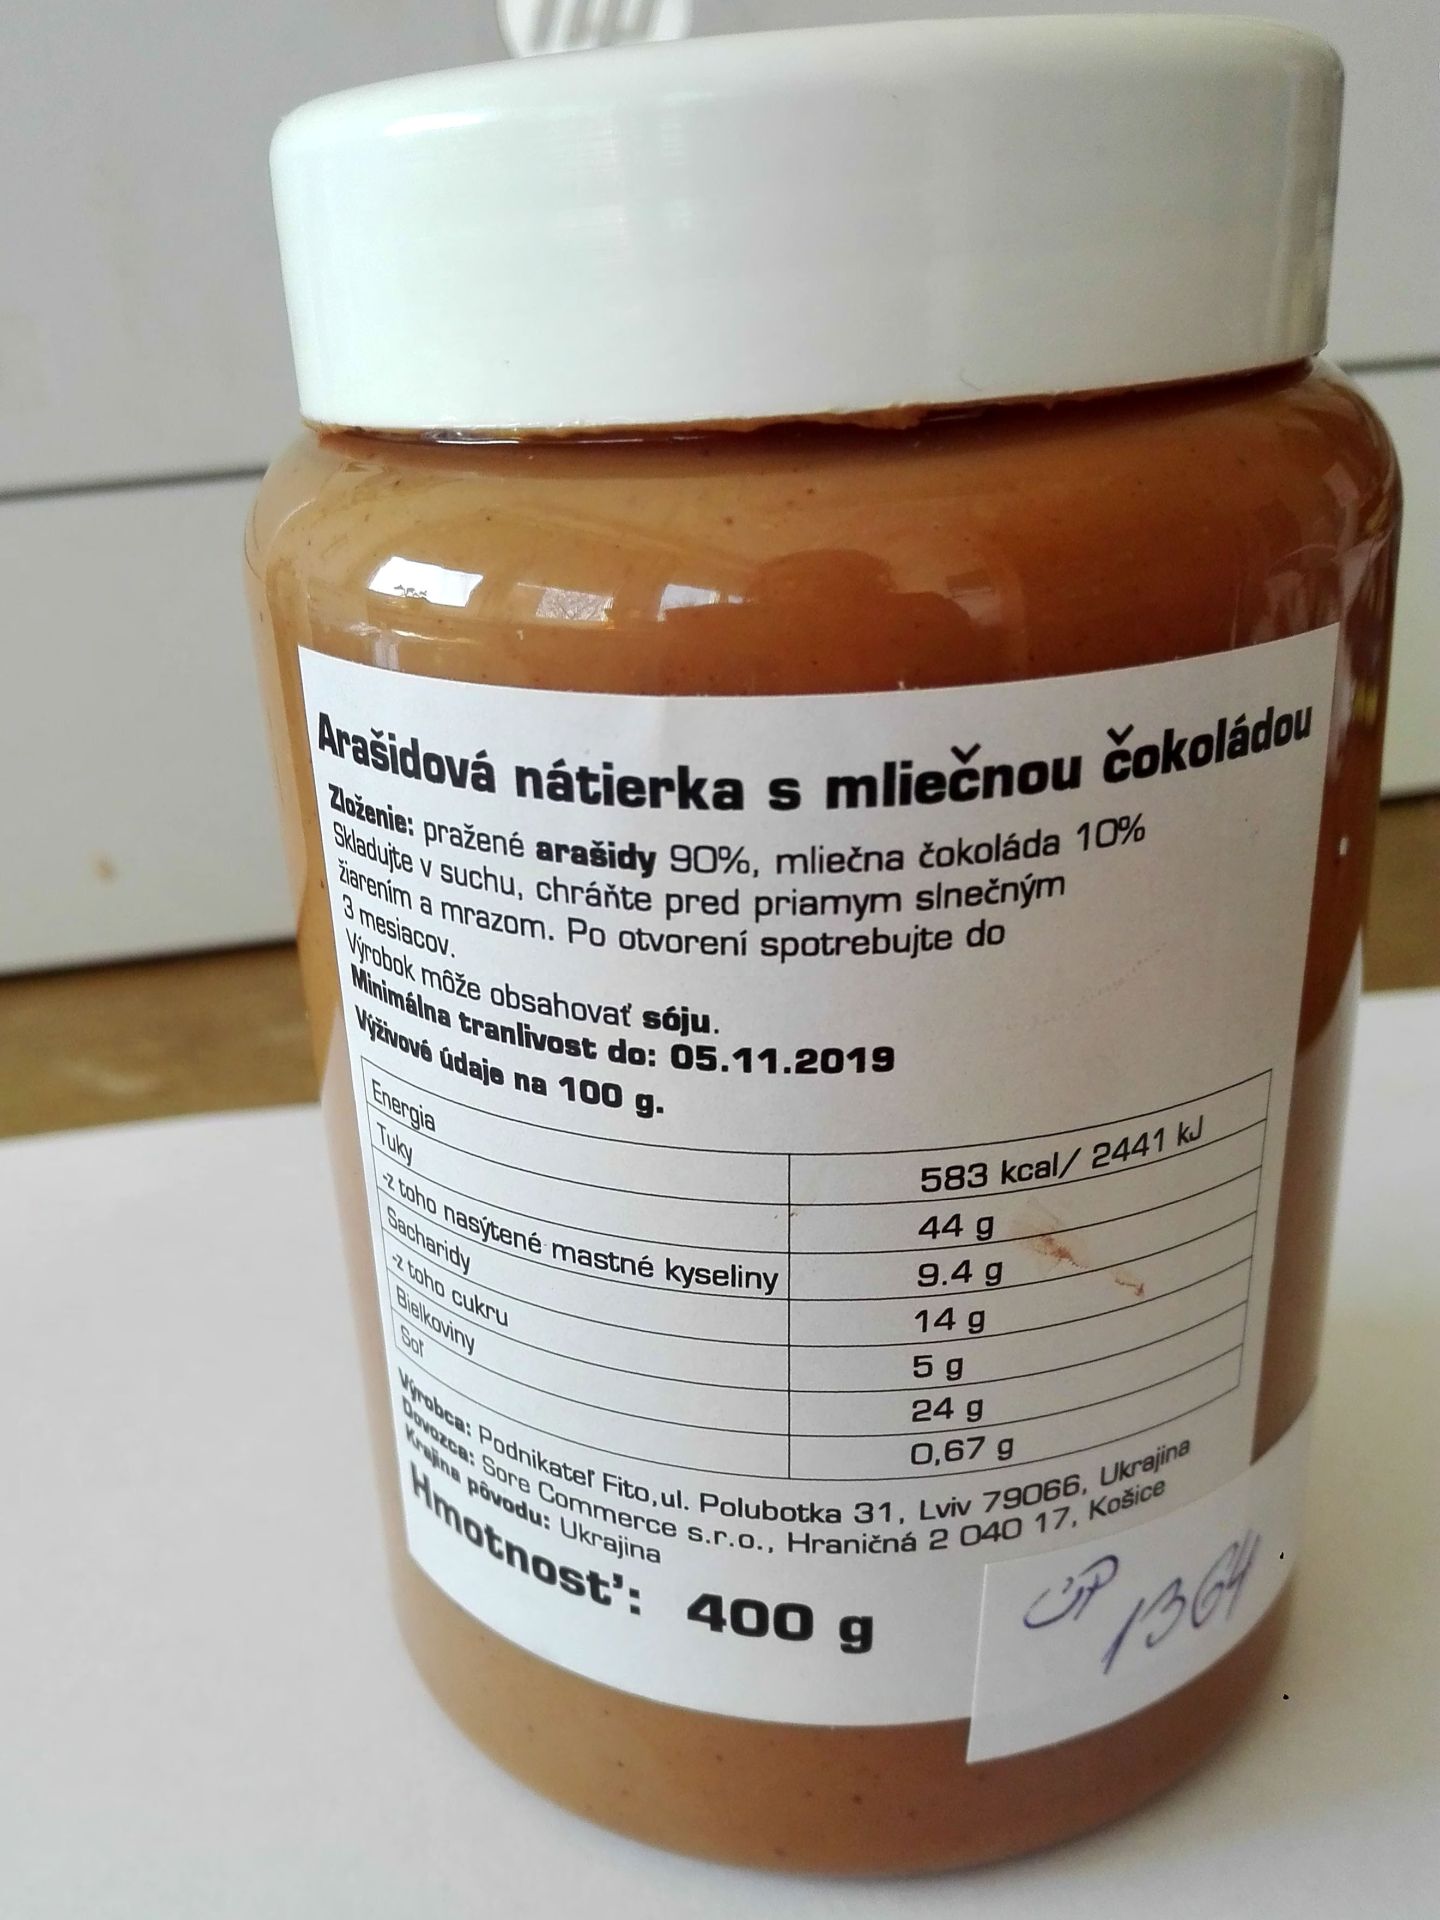 Arašidová nátierka s mliečnou čokoládou
Zloženie: pražené arašidy 90%, mliečna čokoláda 10%
Skladujte v suchu, chráňte pred priamym slnečným
žiarením a mrazom. Po otvorení spotrebujte do
3 mesiacov.
Výrobok môže obsahovať sóju.
Minimálna tranlivost do: 05.11.2019
Výživové údaje na 100 g.
Energia 583 kcal/ 2441 kJ
Tuky 44 g
-z toho nasýtené mastné kyseliny 9.4 g
Sacharidy 14 g
-z toho cukru 5 g
Bielkoviny 24 g
Soľ 0,67 g
Výrobca: Podnikateľ Fito,ul. Polubotka 31, Lviv 79066, Ukrajina
Dovozca: Sore Commerce s.r.o., Hraničná 2 040 17, Košice
Krajina pôvodu: Ukrajina
Hmotnosť: 400 g
1364